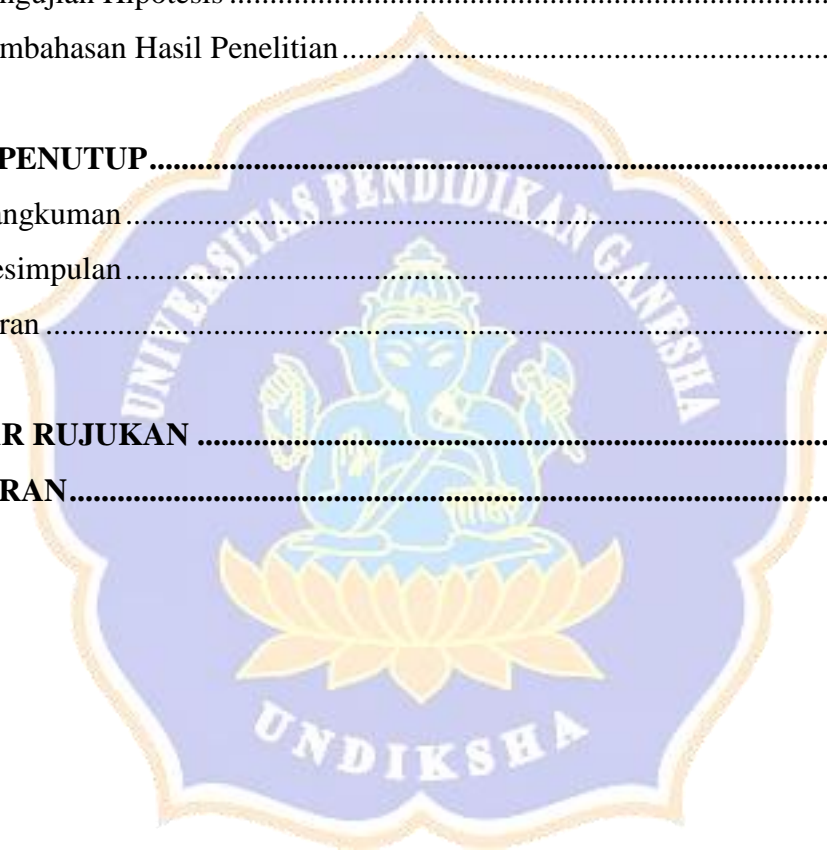 ngujian Hipotesis ...............................................................................
mbahasan Hasil Penelitian ...............................................................
PENUTUP.......................................................................................
angkuman ...........................................................................................
esimpulan ...........................................................................................
ran .....................................................................................................
R RUJUKAN .................................................................................
RAN.................................................................................................
UNIVERSITAS PENDIDIKAN GANESHA
UNDIKSHA